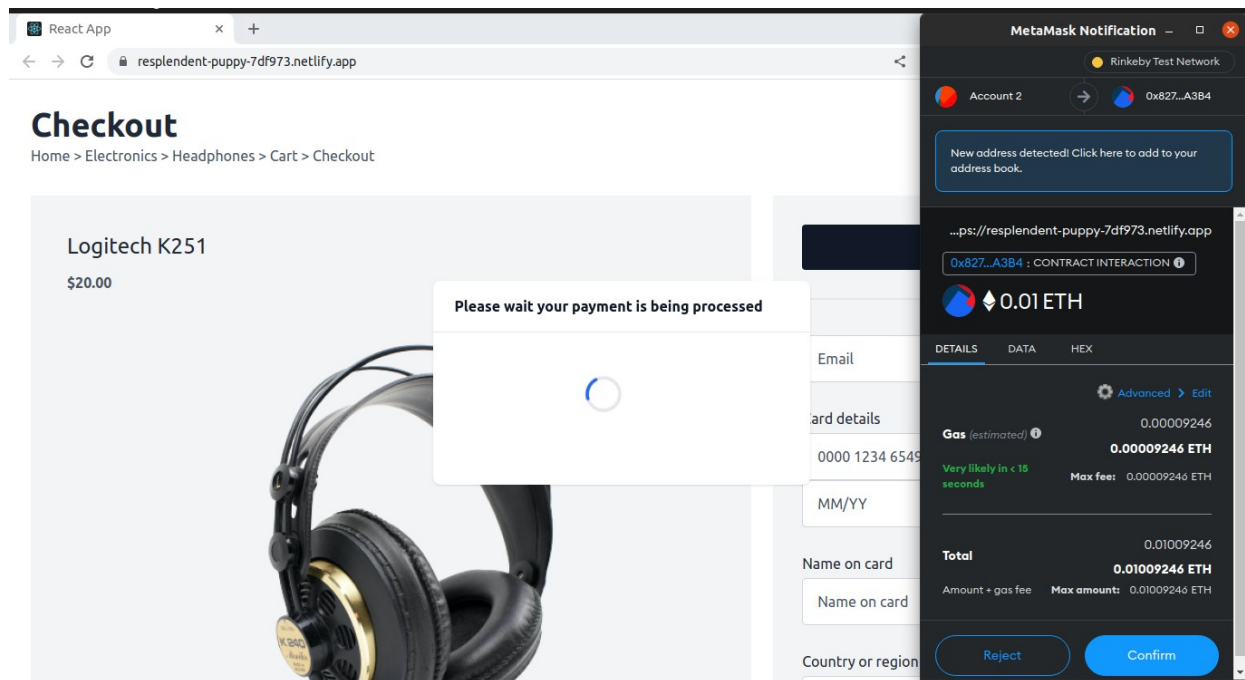 React App
resplendent-puppy-7df973.netlify.app
Checkout
Home > Electronics > Headphones > Cart > Checkout
Logitech K251
$20.00
Please wait your payment is being processed
K 240
Email
Card details
0000 1234 6549
MM/YY
Name on card
Name on card
Country or region
MetaMask Notification
Rinkeby Test Network
Account 2
0x827...A3B4
New address detected! Click here to add to your
address book.
...ps://resplendent-puppy-7df973.netlify.app
0x827...A3B4 : CONTRACT INTERACTION
0.01 ETH
DETAILS DATA HEX
Advanced > Edit
Gas (estimated)
0.00009246
0.00009246 ETH
Very likely in < 15
seconds
Max fee: 0.00009246 ETH
Total
0.01009246
0.01009246 ETH
Amount + gas fee Max amount: 0.01009246 ETH
Reject
Confirm